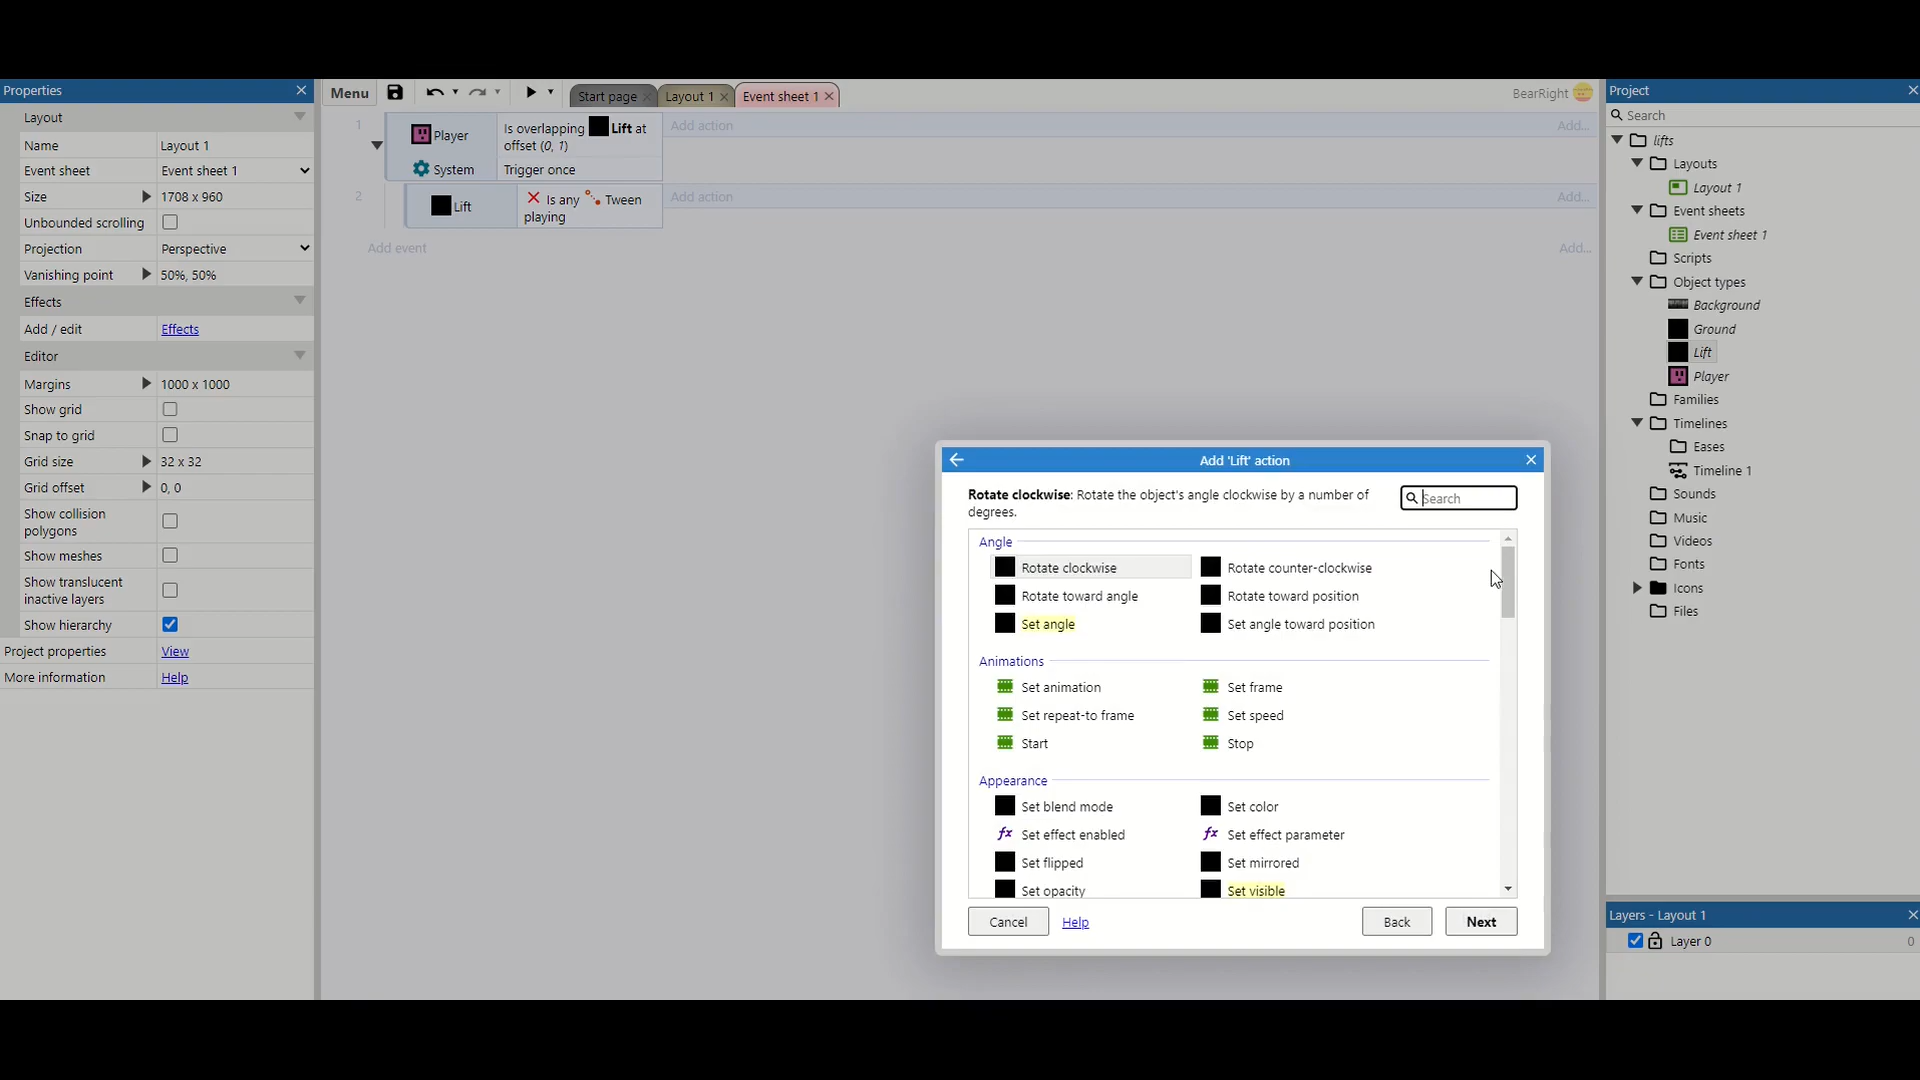 Properties
Layout
Name Layout 1
Event sheet Event sheet 1
Size 1708 x 960
Unbounded scrolling
Projection Perspective
Vanishing point 50%, 50%
Effects
Add / edit Effects
Editor
Margins 1000 x 1000
Show grid
Snap to grid
Grid size 32 x 32
Grid offset 0, 0
Show collision
polygons
Show meshes
Show translucent
inactive layers
Show hierarchy
Project properties View
More information Help
Menu
Start page
Layout 1
Event sheet 1
BearRight
1
Player
Is overlapping Lift at
offset (0, 1)
Add action
Add...
System
Trigger once
2
Lift
Is any Tween
playing
Add action
Add...
Add event
Add...
Add 'Lift' action
Rotate clockwise: Rotate the object's angle clockwise by a number of
degrees.
Search
Angle
Rotate clockwise
Rotate counter-clockwise
Rotate toward angle
Rotate toward position
Set angle
Set angle toward position
Animations
Set animation
Set frame
Set repeat-to frame
Set speed
Start
Stop
Appearance
Set blend mode
Set color
fx Set effect enabled
fx Set effect parameter
Set flipped
Set mirrored
Set opacity
Set visible
Cancel
Help
Back
Next
Project
Search
lifts
Layouts
Layout 1
Event sheets
Event sheet 1
Scripts
Object types
Background
Ground
Lift
Player
Families
Timelines
Eases
Timeline 1
Sounds
Music
Videos
Fonts
Icons
Files
Layers - Layout 1
Layer 0 0